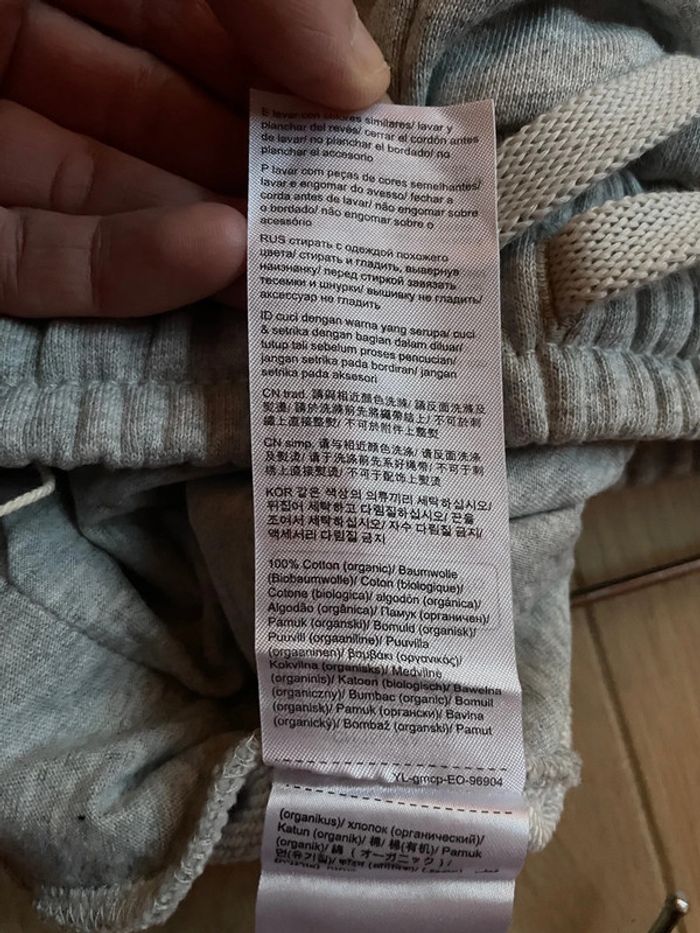 E lavar con colores similares/ lavar y
planchar del revés/ cerrar el cordón antes
de lavar/ no planchar el bordado/ no
planchar el accesorio
P lavar com peças de cores semelhantes/
lavar e engomar do avesso/ fechar a
corda antes de lavar/ não engomar sobre
o bordado/ não engomar sobre o
acessório
RUS стирать с одеждой похожего
цвета/ стирать и гладить, вывернув
наизнанку/ перед стиркой завязать
тесемки и шнурки/ вышивку не гладить/
аксессуар не гладить
ID cuci dengan warna yang serupa/ cuci
& setrika dengan bagian dalam diluar/
tutup tali sebelum proses pencucian/
jangan setrika pada bordiran/ jangan
setrika pada aksesori
CN trad. 請與相近顏色洗滌/ 請反面洗滌及
熨燙/ 請於洗滌前先將繩帶結上/ 不可於刺
繡上直接整熨/ 不可於附件上整熨
CN simp. 请与相近颜色洗涤/ 请反面洗涤
及熨烫/ 请于洗涤前先系好绳带/ 不可于刺
绣上直接熨烫/ 不可于配饰上熨烫
KOR 같은 색상의 의류끼리 세탁하십시오/
뒤집어 세탁하고 다림질하십시오/ 끈을
조여서 세탁하십시오/ 자수 다림질 금지/
액세서리 다림질 금지
100% Cotton (organic)/ Baumwolle
(Biobaumwolle)/ Coton (biologique)/
Cotone (biologica)/ algodón (orgánica)/
Algodão (orgânica)/ Памук (органичен)/
Pamuk (organski)/ Bomuld (organisk)/
Puuvill (orgaaniline)/ Puuvilla
(orgaaninen)/ βαμβάκι (οργανικός)/
Kokvilna (organisks)/ Medvilnė
(organinis)/ Katoen (biologisch)/ Bawełna
(organiczny)/ Bumbac (organic)/ Bomull
(organisk)/ Pamuk (органски)/ Bavlna
(organický)/ Bombaž (organski)/ Pamut
YL-gmcp-EO-96904
(organikus)/ хлопок (органический)/
Katun (organik)/ 棉/ 棉(有机)/ Pamuk
(organik)/ 綿 ( オーガニック )/
면(유기질)/